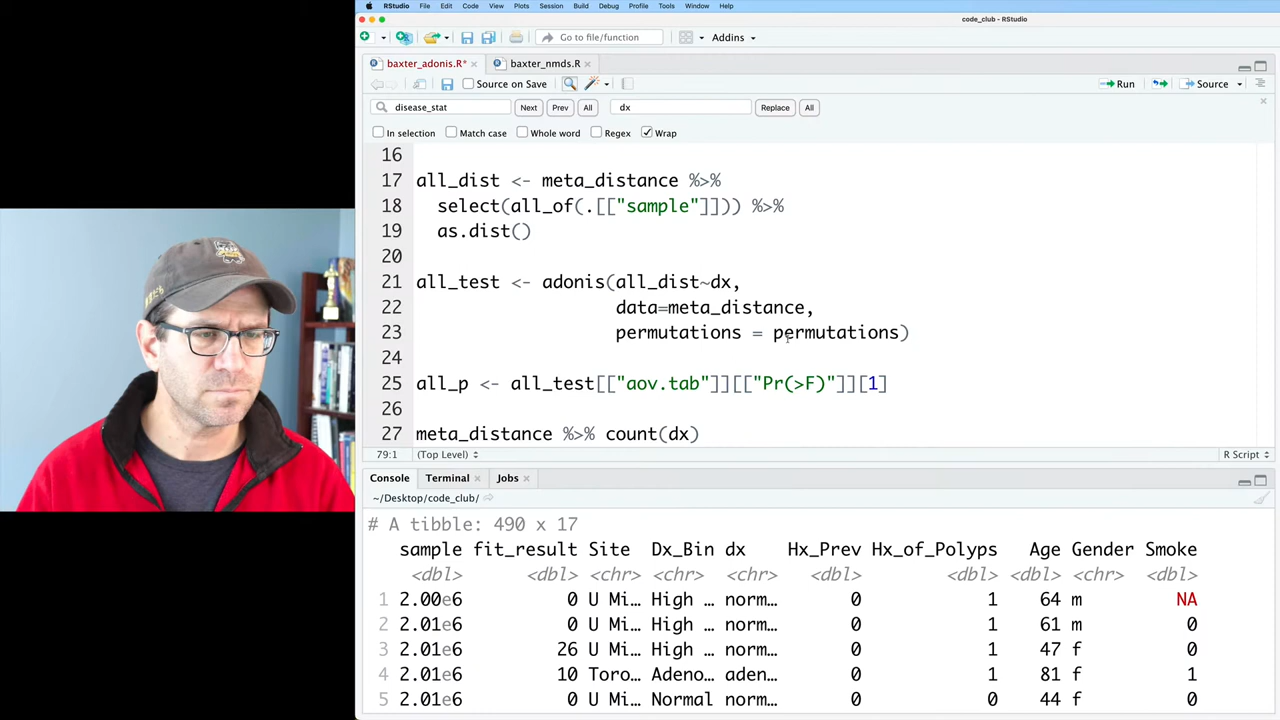 RStudio File Edit Code View Plots Session Build Debug Profile Tools Window Help
code_club - RStudio
Go to file/function Addins
baxter_adonis.R* baxter_nmds.R
Source on Save Run Source
disease_stat Next Prev All dx Replace All
In selection Match case Whole word Regex Wrap
16
17 all_dist <- meta_distance %>%
18 select(all_of(.[["sample"]])) %>%
19 as.dist()
20
21 all_test <- adonis(all_dist~dx,
22 data=meta_distance,
23 permutations = permutations)
24
25 all_p <- all_test[["aov.tab"]][["Pr(>F)"]][1]
26
27 meta_distance %>% count(dx)
79:1 (Top Level) R Script
Console Terminal Jobs
~/Desktop/code_club/
# A tibble: 490 x 17
sample fit_result Site Dx_Bin dx Hx_Prev Hx_of_Polyps Age Gender Smoke
<dbl> <dbl> <chr> <chr> <chr> <dbl> <dbl> <dbl> <chr> <dbl>
1 2.00e6 0 U Mi… High … norm… 0 1 64 m NA
2 2.01e6 0 U Mi… High … norm… 0 1 61 m 0
3 2.01e6 26 U Mi… High … norm… 0 1 47 f 0
4 2.01e6 10 Toro… Adeno… aden… 0 1 81 f 1
5 2.01e6 0 U Mi… Normal norm… 0 0 44 f 0